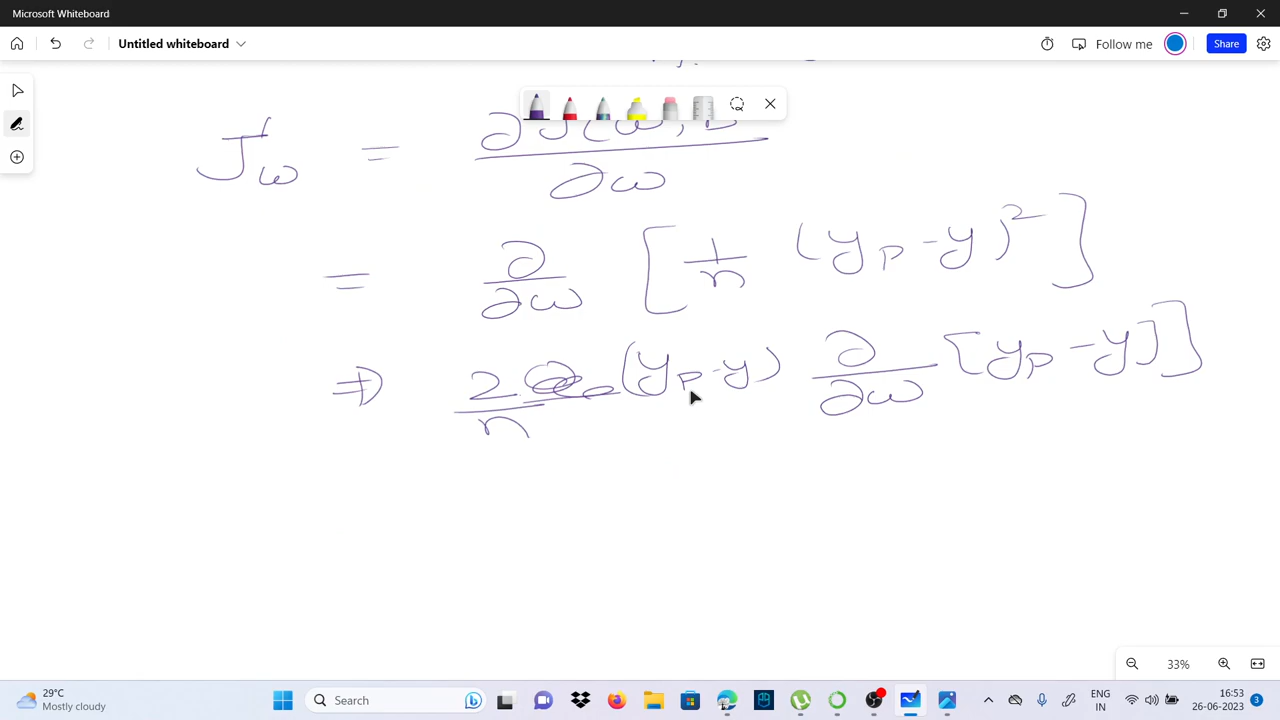 Microsoft Whiteboard
Untitled whiteboard
Follow me
Share
J_w = ∂J(w, b / ∂w
= ∂/∂w [1/n (y_p - y)²]
⇒ 2/n (y_p - y) ∂/∂w [y_p - y]]
33%
29°C
Mostly cloudy
Search
ENG
IN
16:53
26-06-2023
3